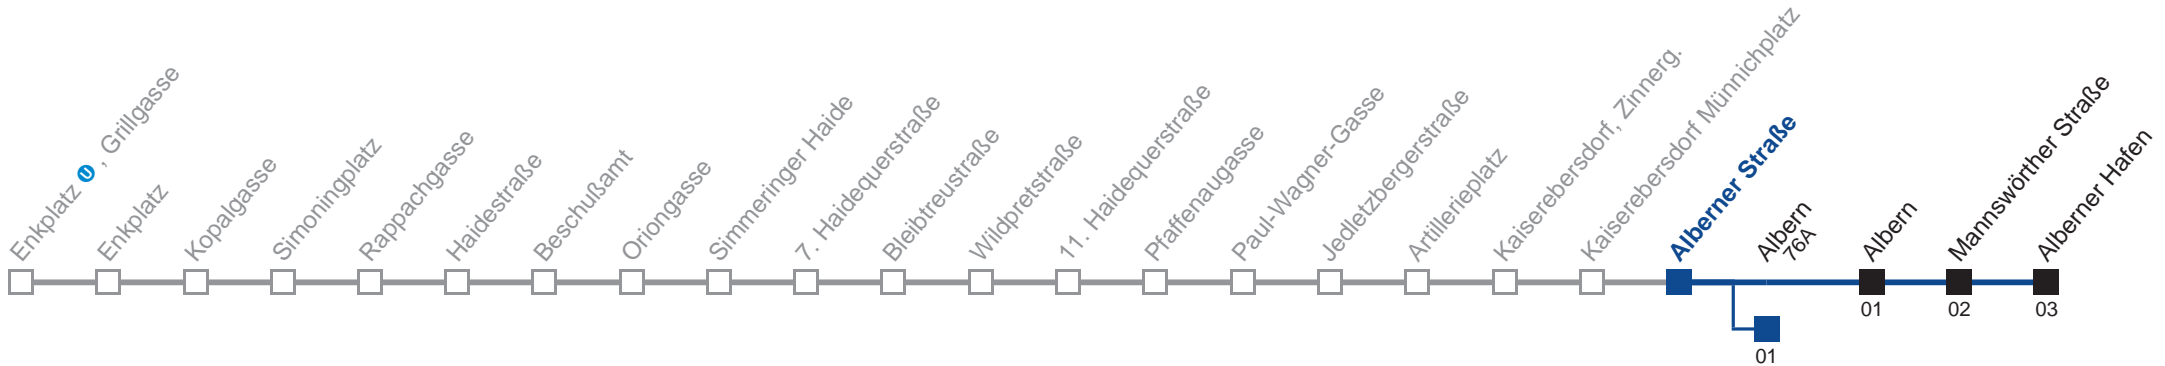 Enkplatz U , Grillgasse
Enkplatz
Kopalgasse
Simoningplatz
Rappachgasse
Haidestraße
Beschußamt
Oriongasse
Simmeringer Haide
7. Haidequerstraße
Bleibtreustraße
Wildpretstraße
11. Haidequerstraße
Pfaffenaugasse
Paul-Wagner-Gasse
Jedletzbergerstraße
Artillerieplatz
Kaiserebersdorf, Zinnerg.
Kaiserebersdorf Münnichplatz
Alberner Straße
Albern
76A
Albern
Mannswörther Straße
Alberner Hafen
01
02
03
01